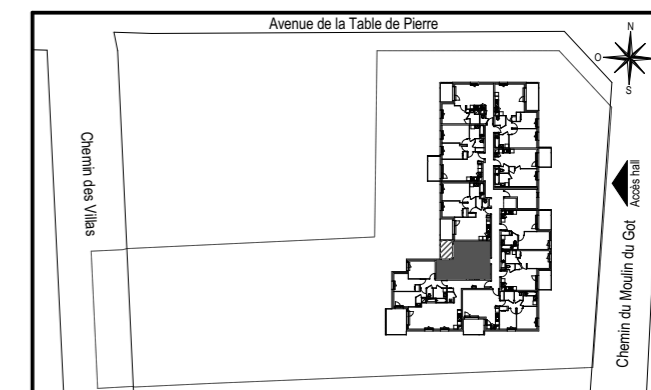 Avenue de la Table de Pierre
N
O
S
Chemin des Villas
Accès hall
Chemin du Moulin du Got